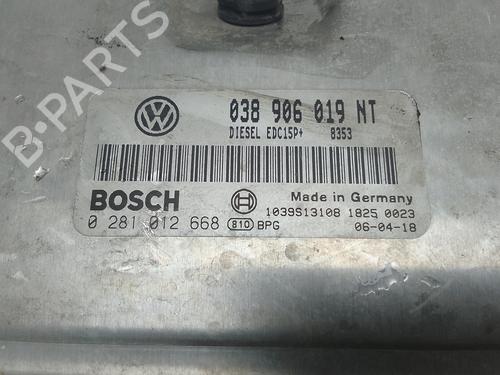 B-PARTS
038 906 019 NT
DIESEL EDC15P+ 8353
BOSCH
Made in Germany
0 281 012 668 810 BPG
1039S13108 1825 0023
06-04-18